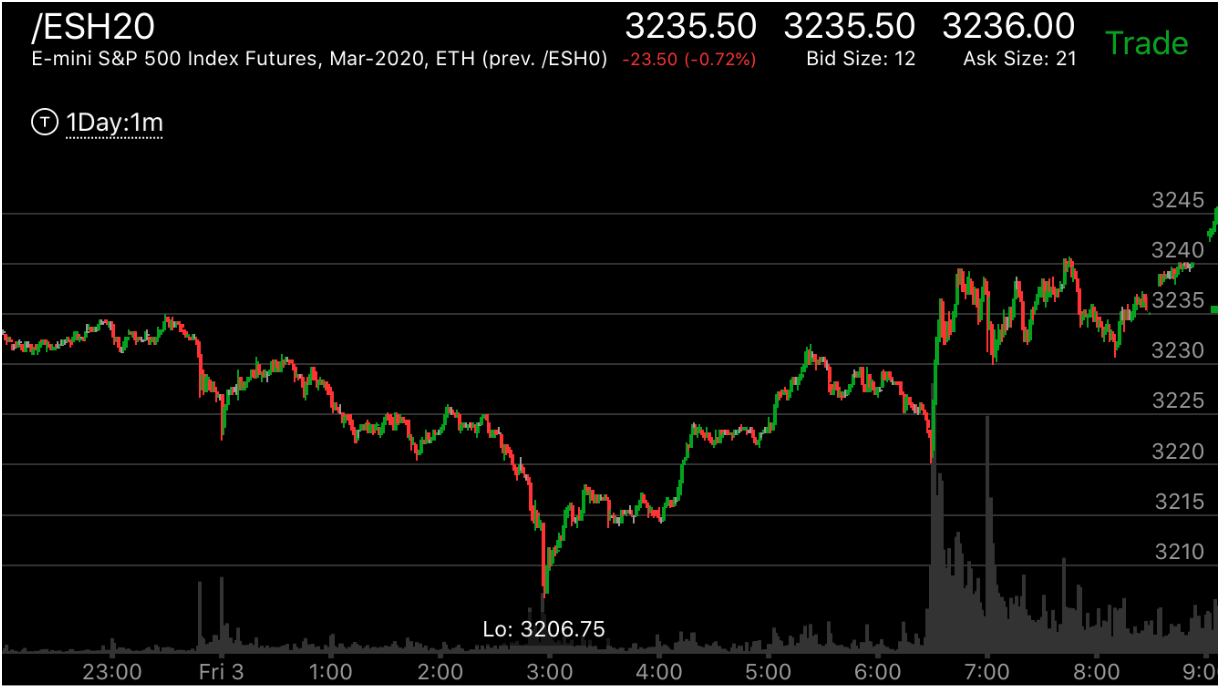 /ESH20 3235.50 3235.50 3236.00 Trade
E-mini S&P 500 Index Futures, Mar-2020, ETH (prev. /ESH0) -23.50 (-0.72%) Bid Size: 12 Ask Size: 21
T 1Day:1m
3245
3240
3235
3230
3225
3220
3215
3210
Lo: 3206.75
23:00 Fri 3 1:00 2:00 3:00 4:00 5:00 6:00 7:00 8:00 9:0